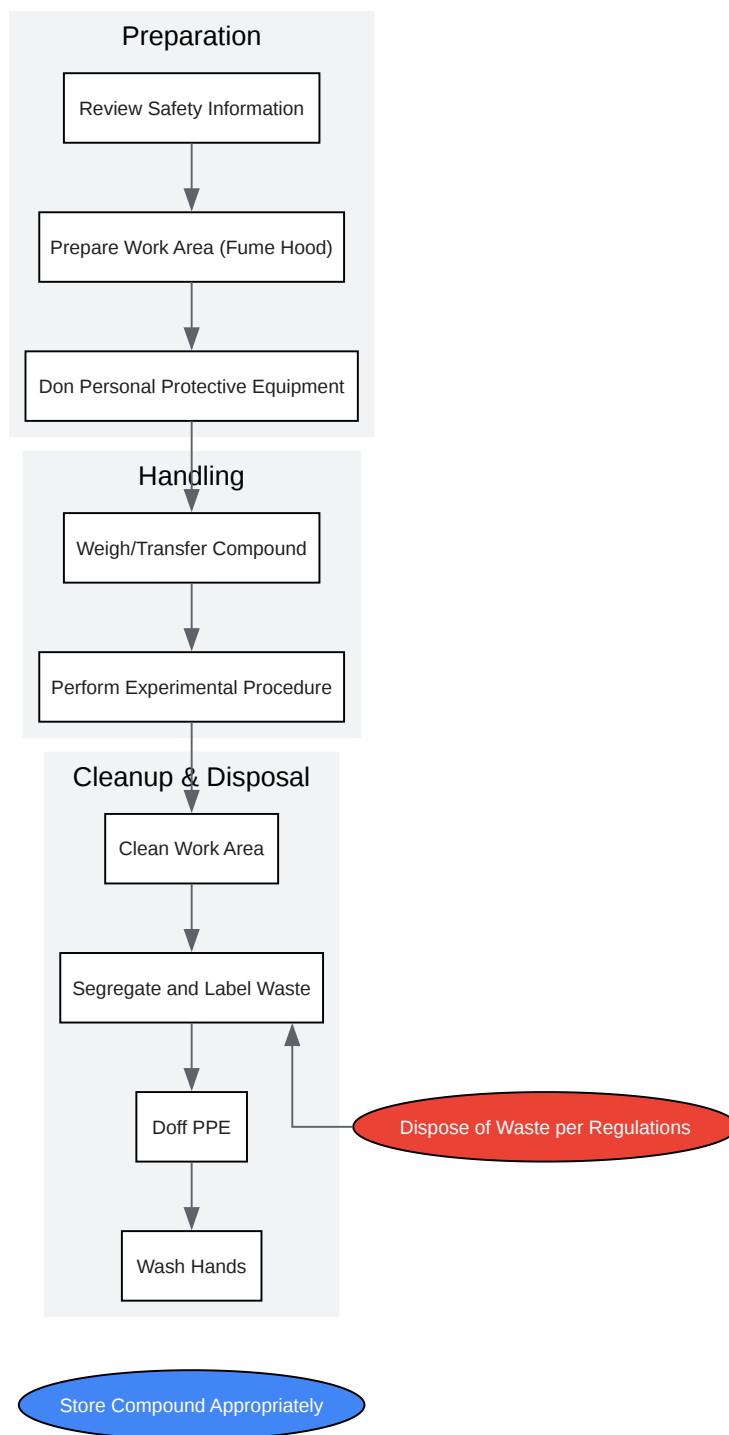 Preparation
Review Safety Information
Prepare Work Area (Fume Hood)
Don Personal Protective Equipment
Handling
Weigh/Transfer Compound
Perform Experimental Procedure
Cleanup & Disposal
Clean Work Area
Segregate and Label Waste
Doff PPE
Dispose of Waste per Regulations
Wash Hands
Store Compound Appropriately